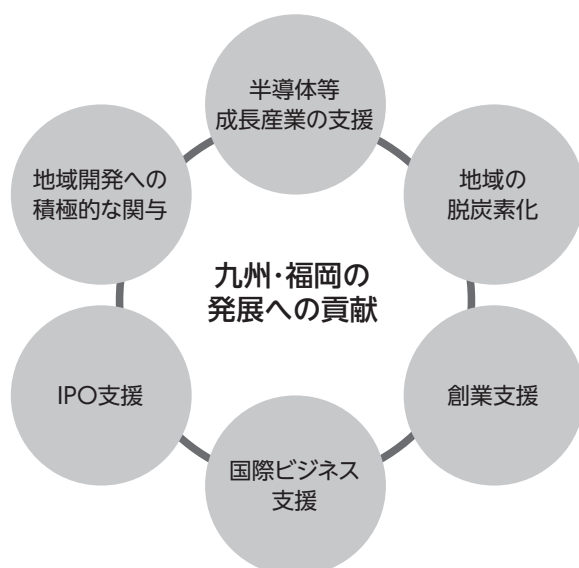 半導体等
成長産業の支援
地域開発への
積極的な関与
地域の
脱炭素化
九州・福岡の
発展への貢献
IPO支援
創業支援
国際ビジネス
支援